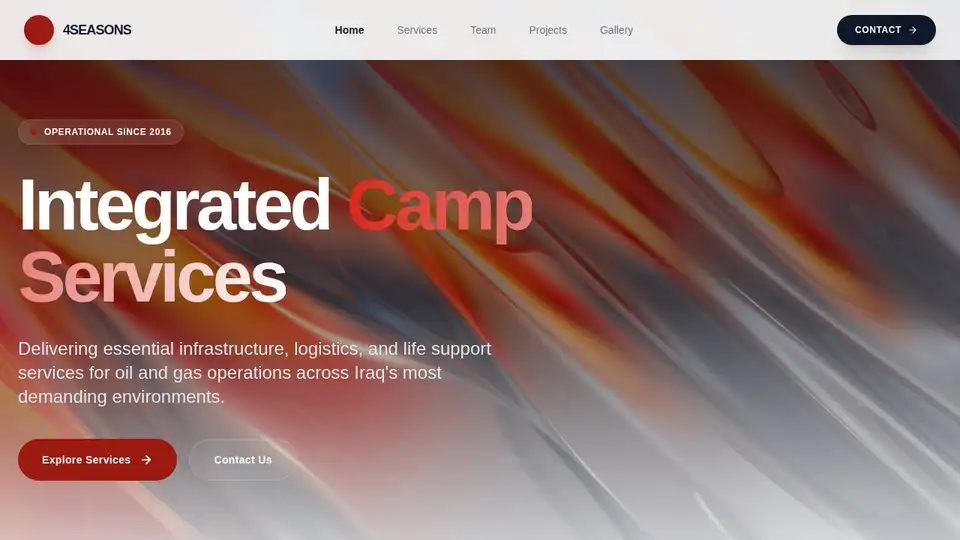 4SEASONS
Home
Services
Team
Projects
Gallery
CONTACT
OPERATIONAL SINCE 2016
Integrated Camp
Services
Delivering essential infrastructure, logistics, and life support
services for oil and gas operations across Iraq's most
demanding environments.
Explore Services
Contact Us